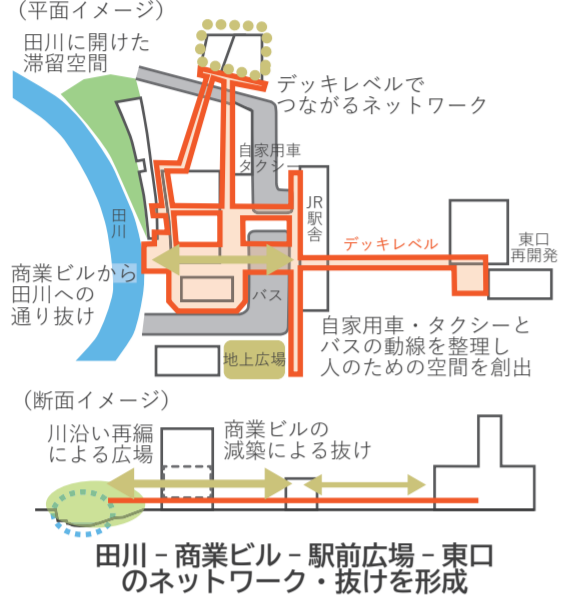 （平面イメージ）
田川に開けた
滞留空間
デッキレベルで
つながるネットワーク
自家用車
タクシー
JR
駅
舎
田
川
デッキレベル
東口
再開発
商業ビルから
田川への
通り抜け
バス
自家用車・タクシーと
バスの動線を整理し
人のための空間を創出
地上広場
（断面イメージ）
川沿い再編
による広場
商業ビルの
減築による抜け
田川－商業ビル－駅前広場－東口
のネットワーク・抜けを形成